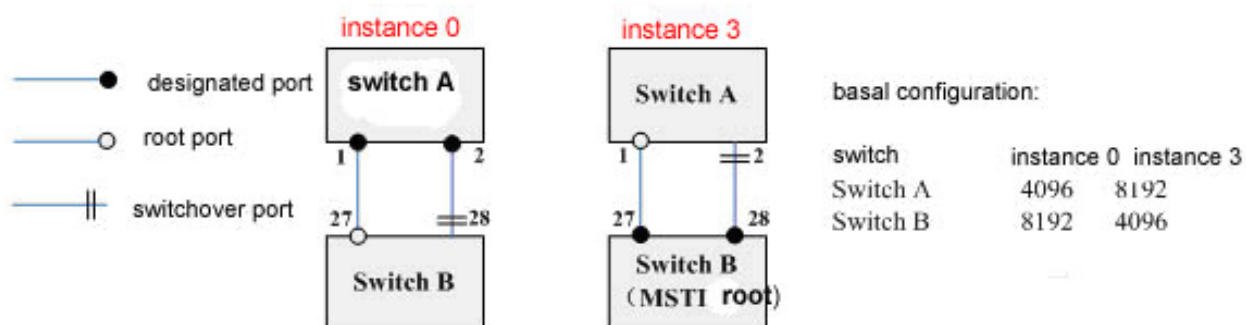 instance 0
instance 3
designated port
root port
switchover port
switch A
1
2
27
28
Switch B
Switch A
1
2
27
28
Switch B
(MSTI root)
basal configuration:
switch instance 0 instance 3
Switch A 4096 8192
Switch B 8192 4096